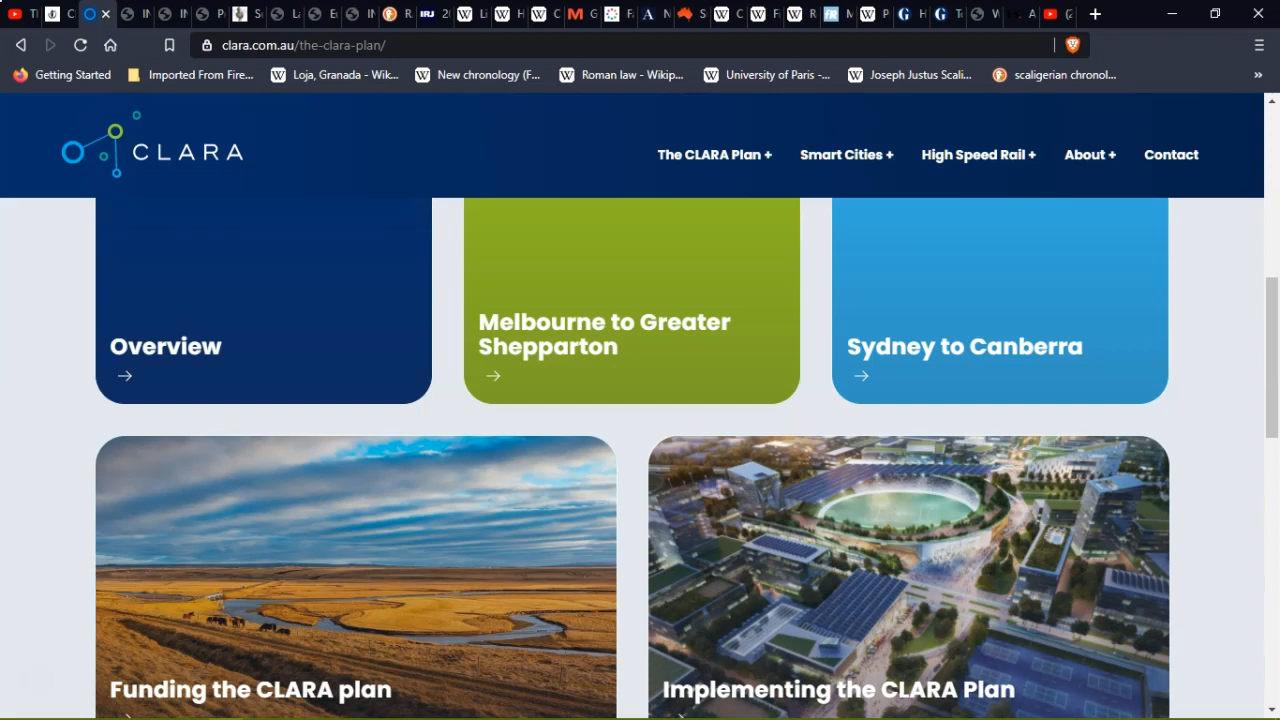 clara.com.au/the-clara-plan/
Getting Started
Imported From Fire...
Loja, Granada - Wik...
New chronology (F...
Roman law - Wikip...
University of Paris -...
Joseph Justus Scali...
scaligerian chronol...
CLARA
The CLARA Plan +
Smart Cities +
High Speed Rail +
About +
Contact
Overview
Melbourne to Greater
Shepparton
Sydney to Canberra
Funding the CLARA plan
Implementing the CLARA Plan